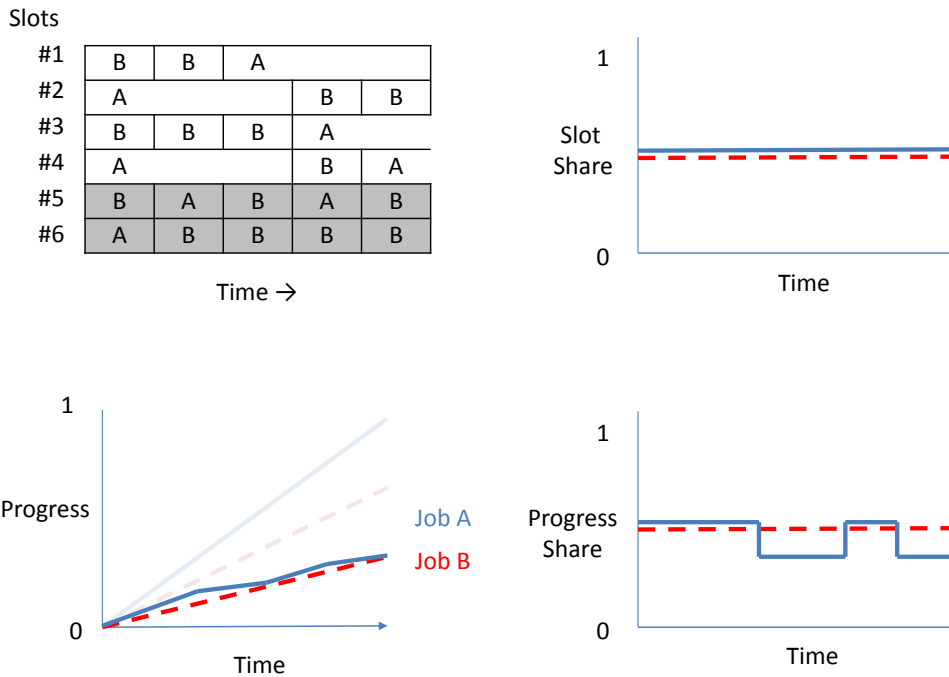 Slots
#1 B B A
#2 A B B
#3 B B B A
#4 A B A
#5 B A B A B
#6 A B B B B
Time →
1
Slot
Share
0
Time
1
Progress
0
Time
Job A
Job B
1
Progress
Share
0
Time